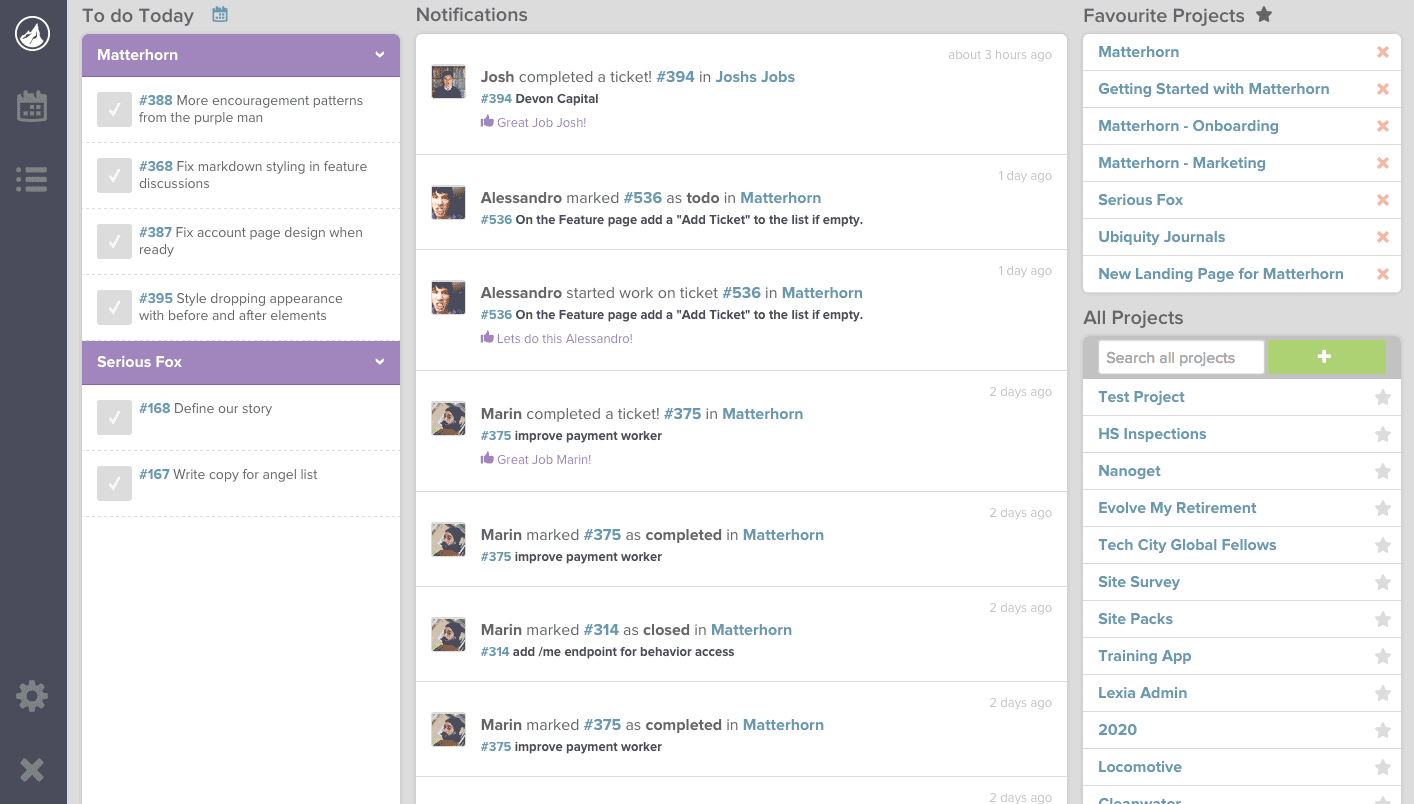 To do Today
Matterhorn
#388 More encouragement patterns
from the purple man
#368 Fix markdown styling in feature
discussions
#387 Fix account page design when
ready
#395 Style dropping appearance
with before and after elements
Serious Fox
#168 Define our story
#167 Write copy for angel list
Notifications
about 3 hours ago
Josh completed a ticket! #394 in Joshs Jobs
#394 Devon Capital
Great Job Josh!
1 day ago
Alessandro marked #536 as todo in Matterhorn
#536 On the Feature page add a "Add Ticket" to the list if empty.
1 day ago
Alessandro started work on ticket #536 in Matterhorn
#536 On the Feature page add a "Add Ticket" to the list if empty.
Lets do this Alessandro!
2 days ago
Marin completed a ticket! #375 in Matterhorn
#375 improve payment worker
Great Job Marin!
2 days ago
Marin marked #375 as completed in Matterhorn
#375 improve payment worker
2 days ago
Marin marked #314 as closed in Matterhorn
#314 add /me endpoint for behavior access
2 days ago
Marin marked #375 as completed in Matterhorn
#375 improve payment worker
2 days ago
Favourite Projects
Matterhorn
Getting Started with Matterhorn
Matterhorn - Onboarding
Matterhorn - Marketing
Serious Fox
Ubiquity Journals
New Landing Page for Matterhorn
All Projects
Search all projects
Test Project
HS Inspections
Nanoget
Evolve My Retirement
Tech City Global Fellows
Site Survey
Site Packs
Training App
Lexia Admin
2020
Locomotive
Cleanwater